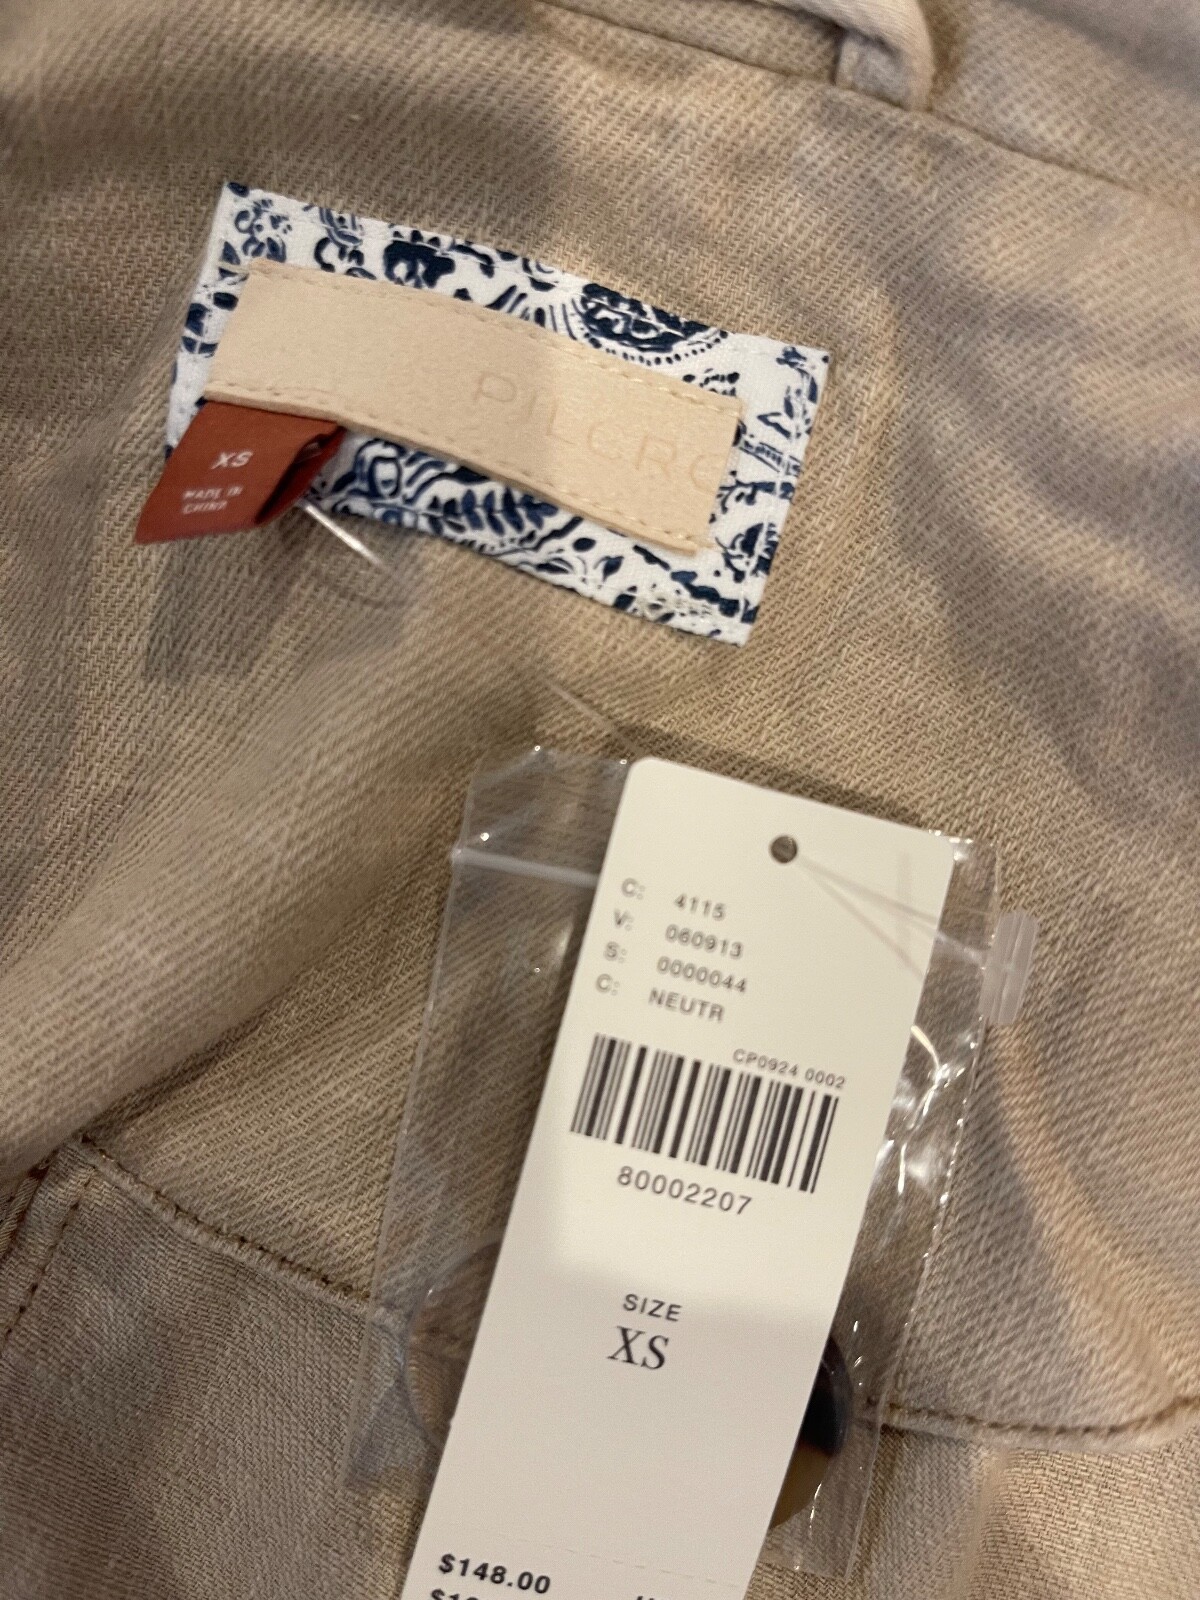 PILCRO
XS
MADE IN
CHINA
C: 4115
V: 060913
S: 0000044
C: NEUTR
CP0924 0002
80002207
SIZE
XS
$148.00